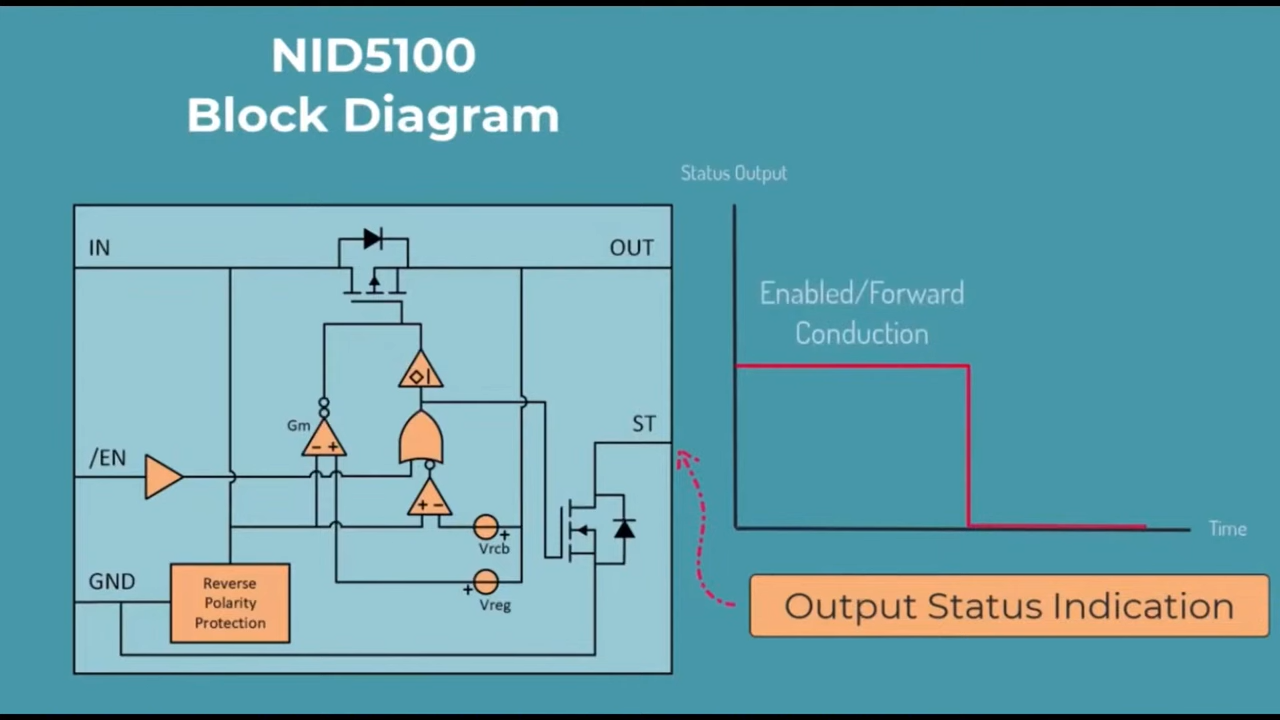 NID5100
Block Diagram
Status Output
IN
OUT
Enabled/Forward
Conduction
Gm
- +
ST
/EN
+ -
+
Vrcb
Time
GND
Reverse
Polarity
Protection
+
Vreg
Output Status Indication